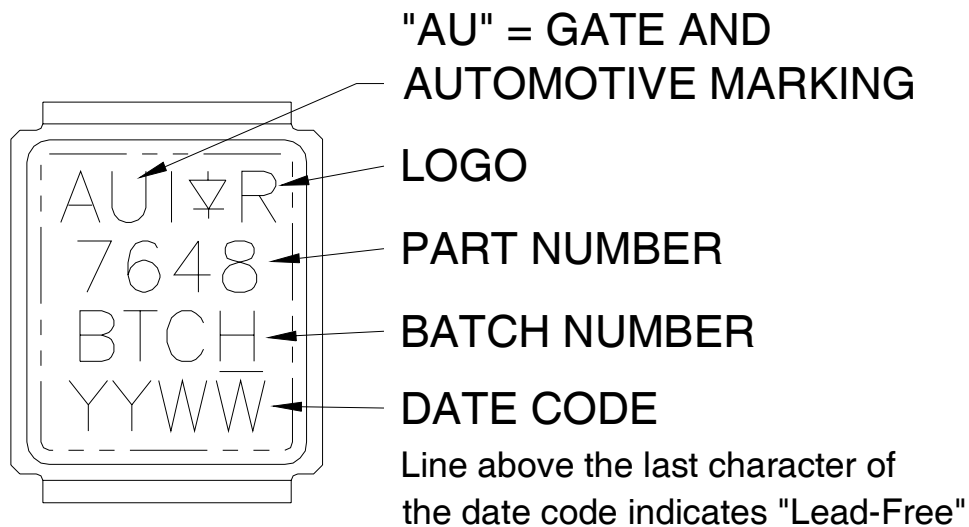 "AU" = GATE AND
AUTOMOTIVE MARKING
AUI R
LOGO
7648
PART NUMBER
BTCH
BATCH NUMBER
YYWW
DATE CODE
Line above the last character of
the date code indicates "Lead-Free"